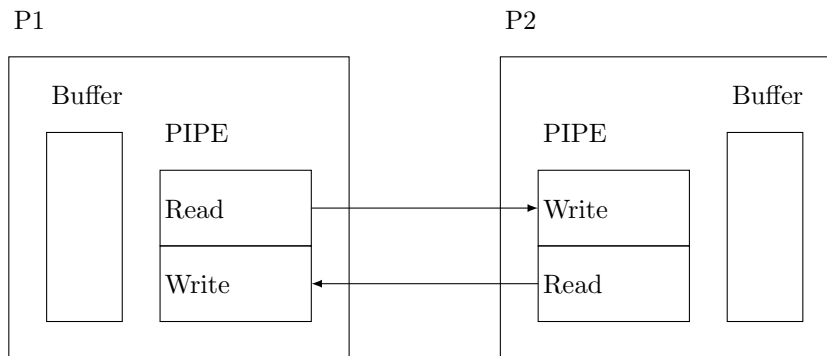 P1
P2
Buffer
Buffer
PIPE
PIPE
Read
Write
Write
Read